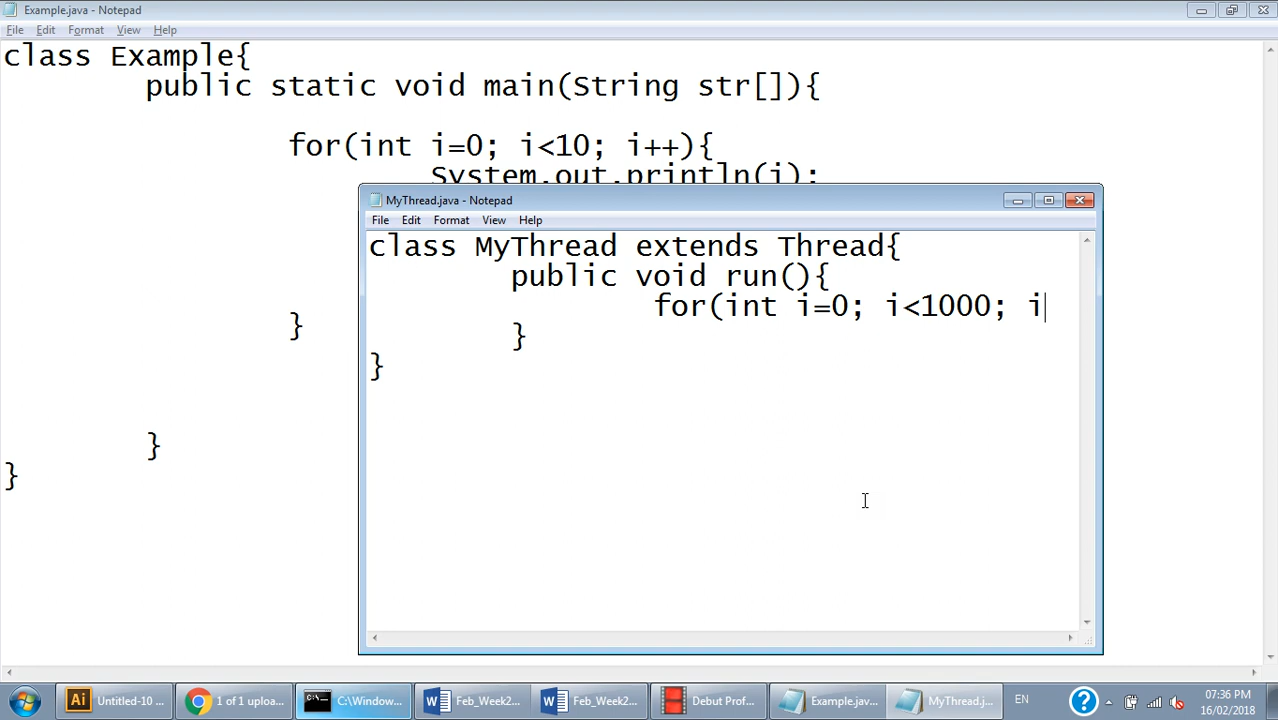 Example.java - Notepad
File Edit Format View Help
class Example{
public static void main(String str[]){
for(int i=0; i<10; i++){
System.out.println(i);
MyThread.java - Notepad
File Edit Format View Help
class MyThread extends Thread{
public void run(){
for(int i=0; i<1000; i
}
}
}
}
}
Ai Untitled-10 ... 1 of 1 uploa... C:\Window... Feb_Week2... Feb_Week2... Debut Prof... Example.jav... MyThread.j... EN 07:36 PM
16/02/2018